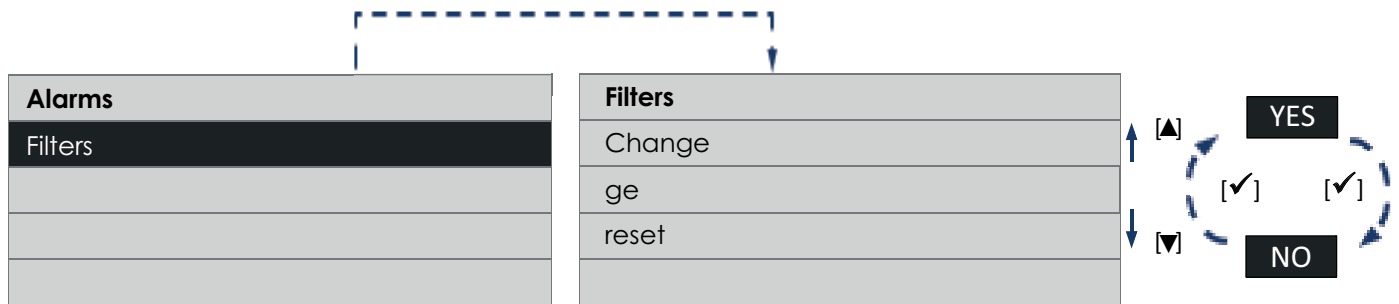 Alarms
Filters
Filters
Change
ge
reset
[▲]
[▼]
YES
[✓] [✓]
NO